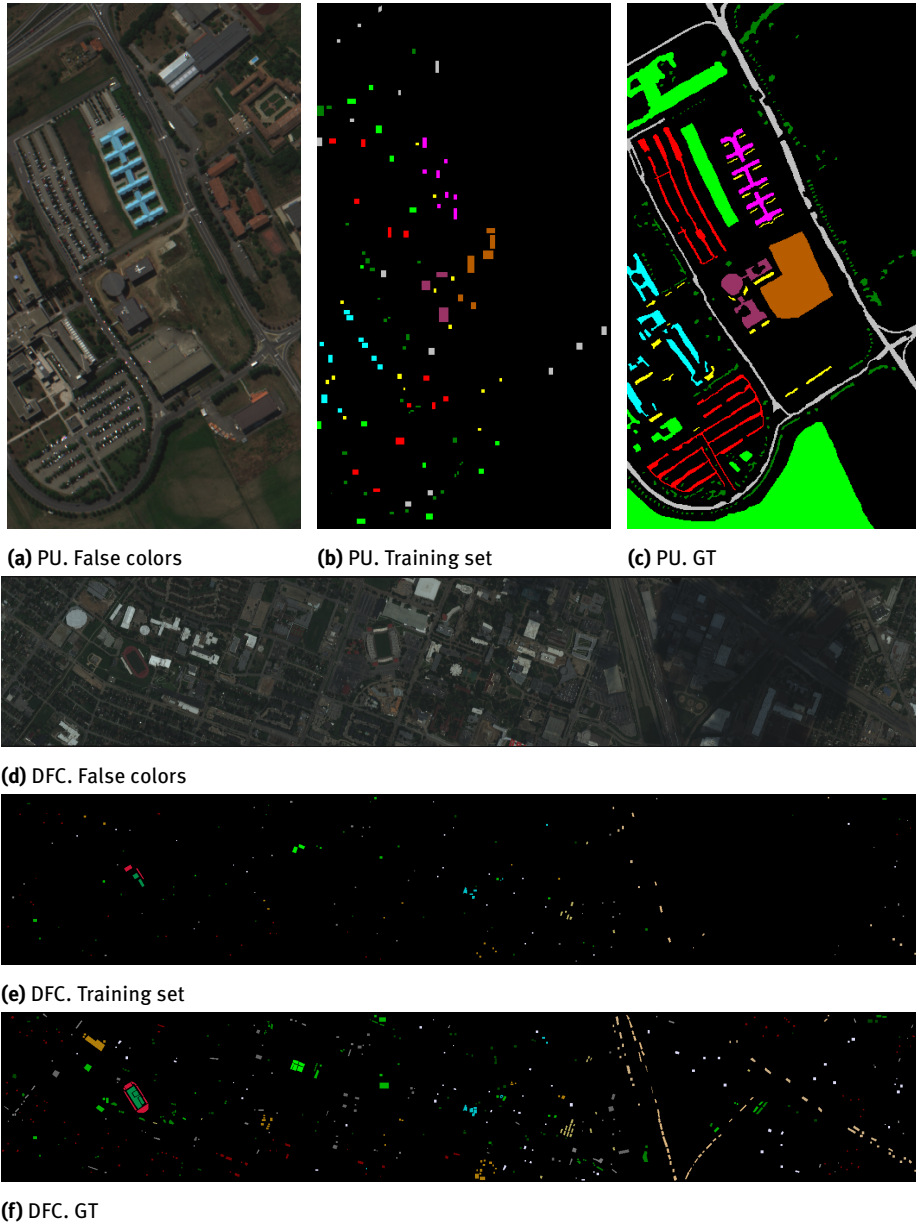 (a) PU. False colors
(b) PU. Training set
(c) PU. GT
(d) DFC. False colors
(e) DFC. Training set
(f) DFC. GT